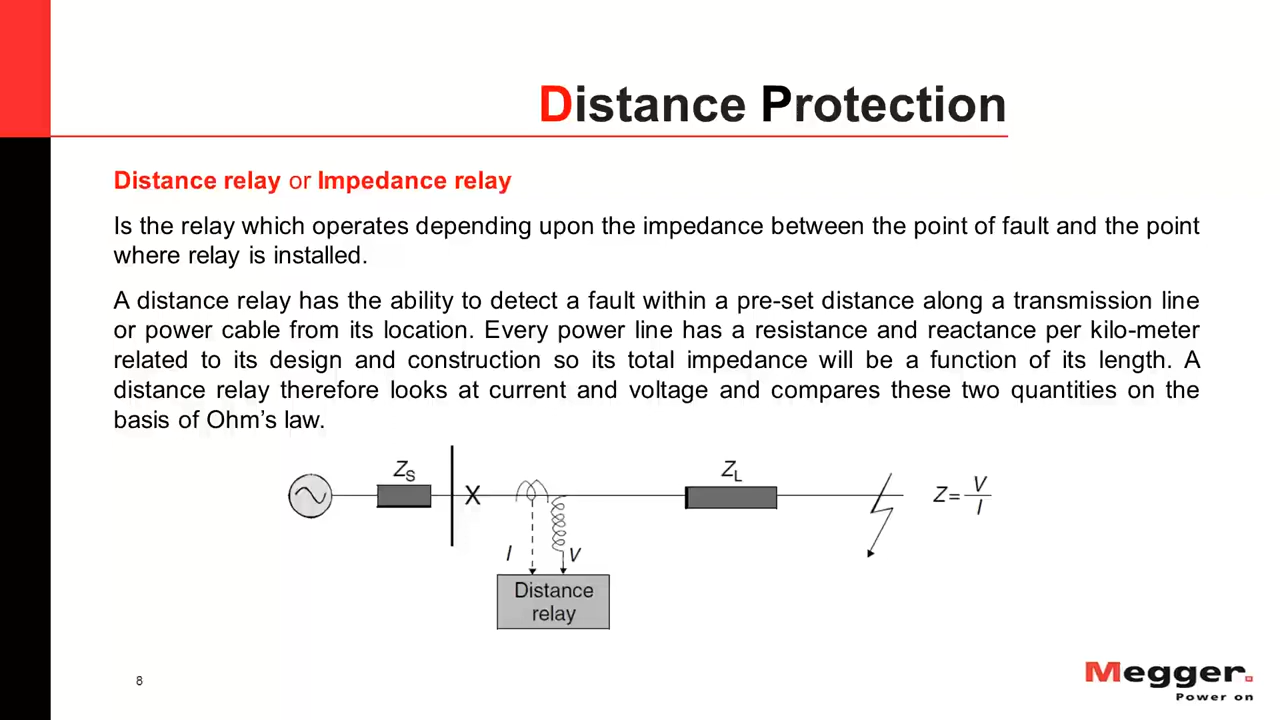 Distance Protection
Distance relay or Impedance relay
Is the relay which operates depending upon the impedance between the point of fault and the point
where relay is installed.
A distance relay has the ability to detect a fault within a pre-set distance along a transmission line
or power cable from its location. Every power line has a resistance and reactance per kilo-meter
related to its design and construction so its total impedance will be a function of its length. A
distance relay therefore looks at current and voltage and compares these two quantities on the
basis of Ohm’s law.
ZS
X
ZL
Z = V/I
I
V
Distance
relay
8
Megger.
Power on